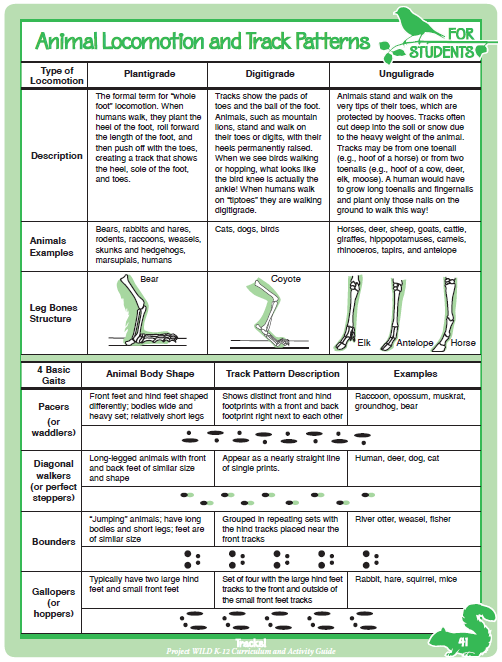 Animal Locomotion and Track Patterns
FOR
STUDENTS
Type of
Locomotion
Plantigrade
Digitigrade
Unguligrade
Description
The formal term for "whole
foot" locomotion. When
humans walk, they plant the
heel of the foot, roll forward
the length of the foot, and
then push off with the toes,
creating a track that shows
the heel, sole of the foot,
and toes.
Tracks show the pads of
toes and the ball of the foot.
Animals, such as mountain
lions, stand and walk on
their toes or digits, with their
heels permanently raised.
When we see birds walking
or hopping, what looks like
the bird knee is actually the
ankle! When humans walk
on "tiptoes" they are walking
digitigrade.
Animals stand and walk on the
very tips of their toes, which are
protected by hooves. Tracks often
cut deep into the soil or snow due
to the heavy weight of the animal.
Tracks may be from one toenail
(e.g., hoof of a horse) or from two
toenails (e.g., hoof of a cow, deer,
elk, moose). A human would have
to grow long toenails and fingernails
and plant only those nails on the
ground to walk this way!
Animals
Examples
Bears, rabbits and hares,
rodents, raccoons, weasels,
skunks and hedgehogs,
marsupials, humans
Cats, dogs, birds
Horses, deer, sheep, goats, cattle,
giraffes, hippopotamuses, camels,
rhinoceros, tapirs, and antelope
Leg Bones
Structure
Bear
Coyote
Elk
Antelope
Horse
4 Basic
Gaits
Animal Body Shape
Track Pattern Description
Examples
Pacers
(or
waddlers)
Front feet and hind feet shaped
differently; bodies wide and
heavy set; relatively short legs
Shows distinct front and hind
footprints with a front and back
footprint right next to each other
Raccoon, opossum, muskrat,
groundhog, bear
Diagonal
walkers
(or perfect
steppers)
Long-legged animals with front
and back feet of similar size
and shape
Appear as a nearly straight line
of single prints.
Human, deer, dog, cat
Bounders
"Jumping" animals; have long
bodies and short legs; feet are
of similar size
Grouped in repeating sets with
the hind tracks placed near the
front tracks
River otter, weasel, fisher
Gallopers
(or
hoppers)
Typically have two large hind
feet and small front feet
Set of four with the large hind feet
tracks to the front and outside of
the small front feet tracks
Rabbit, hare, squirrel, mice
Tracks!
Project WILD K-12 Curriculum and Activity Guide
41